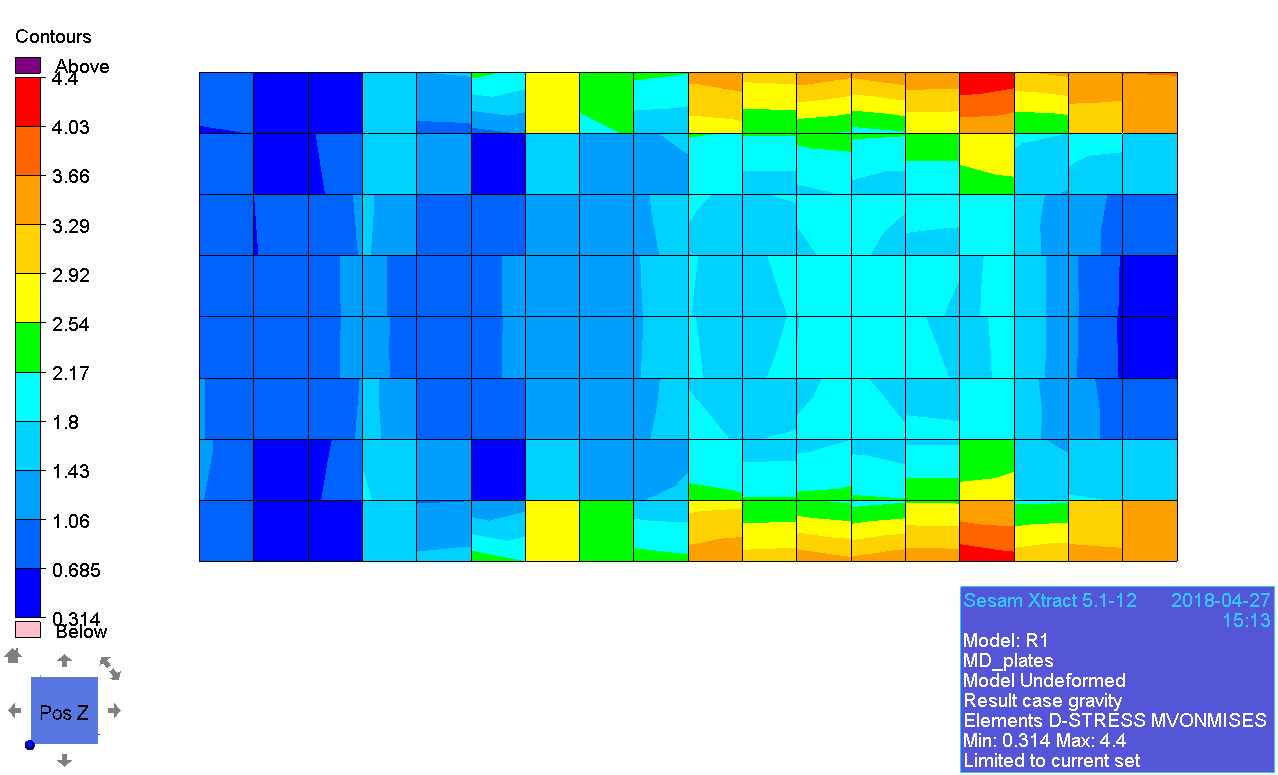 Contours
Above
4.4
4.03
3.66
3.29
2.92
2.54
2.17
1.8
1.43
1.06
0.685
0.314
Below
Pos Z
Sesam Xtract 5.1-12 2018-04-27
15:13
Model: R1
MD_plates
Model Undeformed
Result case gravity
Elements D-STRESS MVONMISES
Min: 0.314 Max: 4.4
Limited to current set